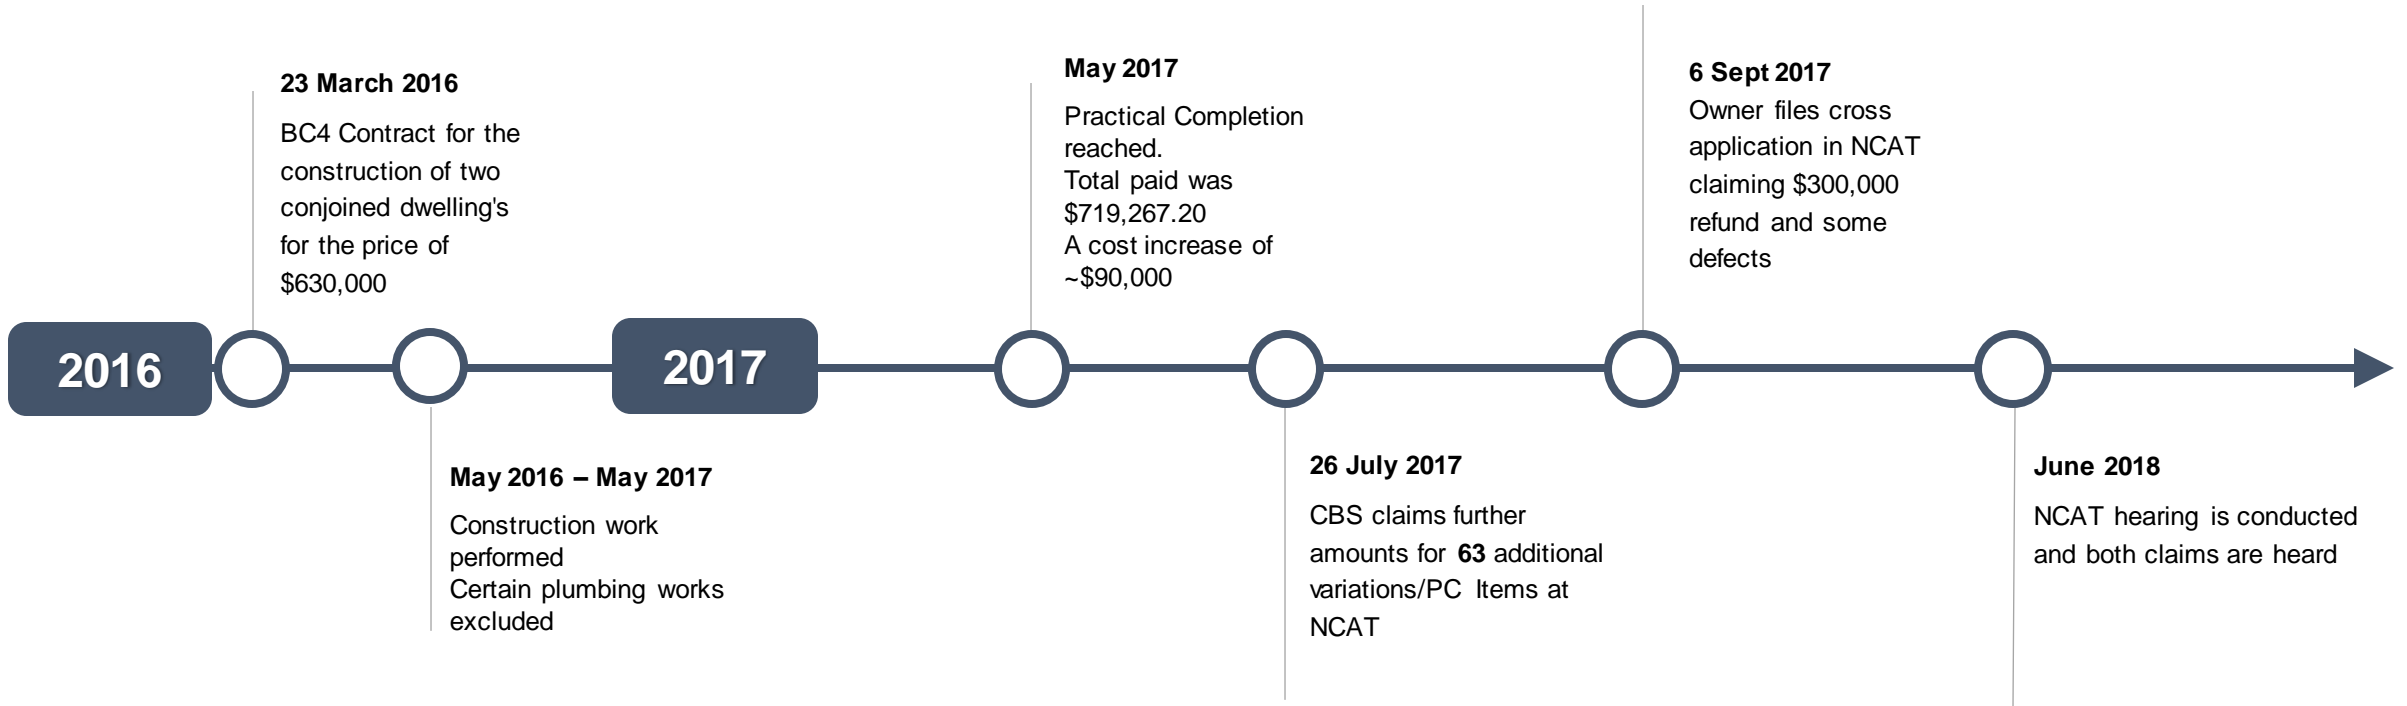 2016
23 March 2016
BC4 Contract for the
construction of two
conjoined dwelling's
for the price of
$630,000
May 2016 – May 2017
Construction work
performed
Certain plumbing works
excluded
2017
May 2017
Practical Completion
reached.
Total paid was
$719,267.20
A cost increase of
~$90,000
26 July 2017
CBS claims further
amounts for 63 additional
variations/PC Items at
NCAT
6 Sept 2017
Owner files cross
application in NCAT
claiming $300,000
refund and some
defects
June 2018
NCAT hearing is conducted
and both claims are heard